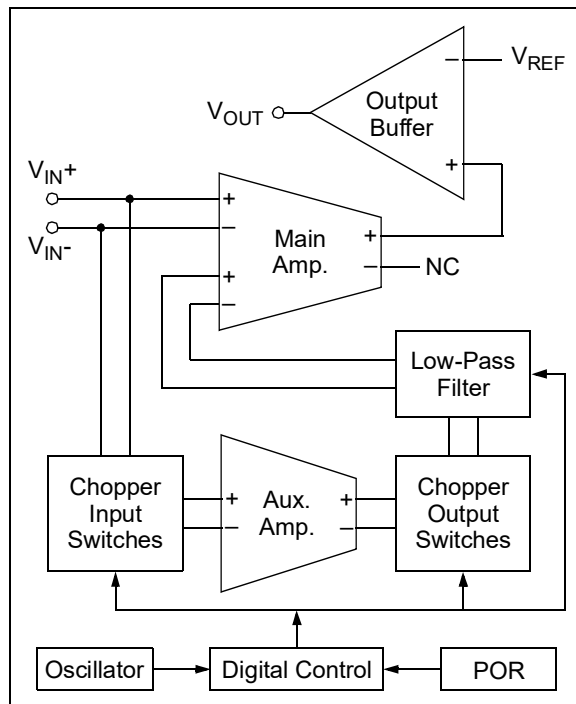 V_REF
Output
Buffer
V_OUT
V_IN+
V_IN-
Main
Amp.
NC
Low-Pass
Filter
Chopper
Input
Switches
Aux.
Amp.
Chopper
Output
Switches
Oscillator
Digital Control
POR
+
−
+
−
+
−
+
−
+
−
+
−